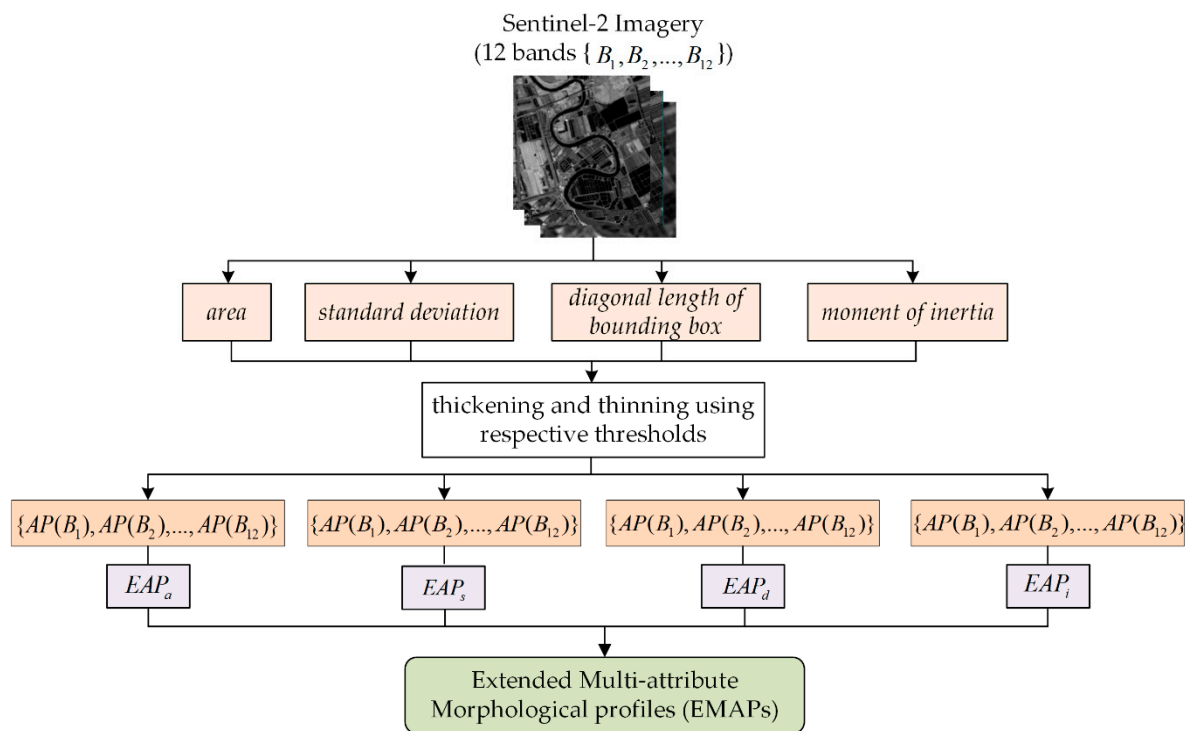 Sentinel-2 Imagery
(12 bands { B₁, B₂,..., B₁₂ })
area
standard deviation
diagonal length of
bounding box
moment of inertia
thickening and thinning using
respective thresholds
{AP(B₁), AP(B₂),..., AP(B₁₂)}
{AP(B₁), AP(B₂),..., AP(B₁₂)}
{AP(B₁), AP(B₂),..., AP(B₁₂)}
{AP(B₁), AP(B₂),..., AP(B₁₂)}
EAPₐ
EAPₛ
EAP_d
EAPᵢ
Extended Multi-attribute
Morphological profiles (EMAPs)